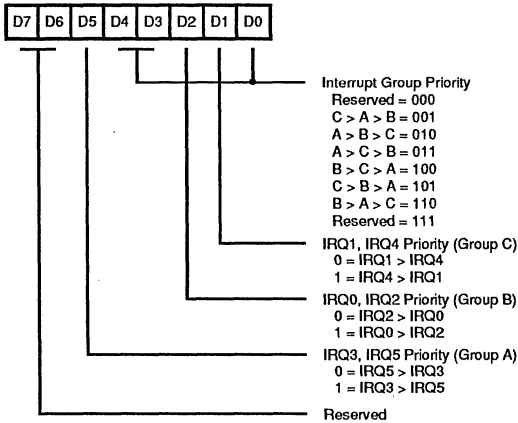 D7 D6 D5 D4 D3 D2 D1 D0
Interrupt Group Priority
Reserved = 000
C > A > B = 001
A > B > C = 010
A > C > B = 011
B > C > A = 100
C > B > A = 101
B > A > C = 110
Reserved = 111
IRQ1, IRQ4 Priority (Group C)
0 = IRQ1 > IRQ4
1 = IRQ4 > IRQ1
IRQ0, IRQ2 Priority (Group B)
0 = IRQ2 > IRQ0
1 = IRQ0 > IRQ2
IRQ3, IRQ5 Priority (Group A)
0 = IRQ5 > IRQ3
1 = IRQ3 > IRQ5
Reserved